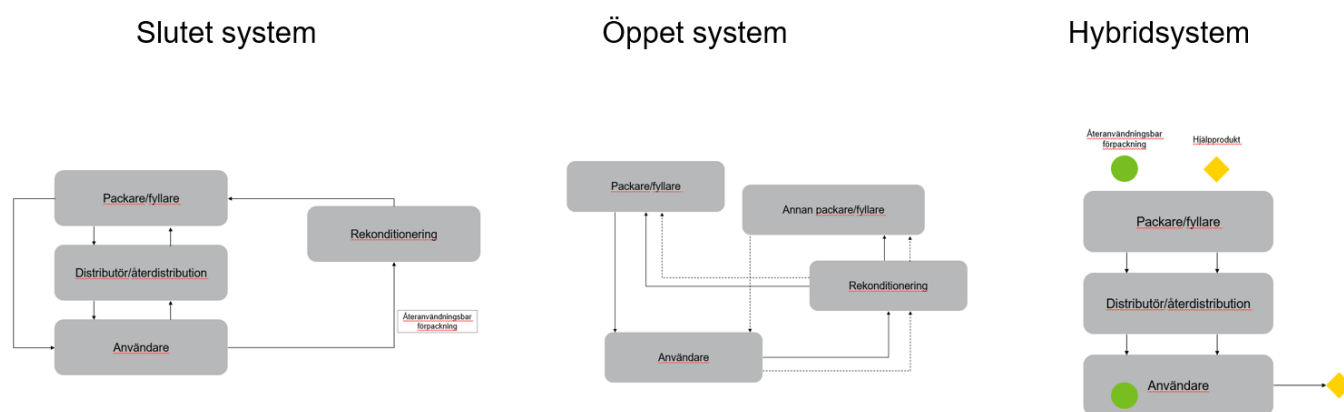 Slutet system
Öppet system
Hybridsystem
Packare/fyllare
Distributör/återdistribution
Användare
Rekonditionering
Återanvändningsbar
förpackning
Packare/fyllare
Annan packare/fyllare
Rekonditionering
Användare
Återanvändningsbar
förpackning
Hjälpprodukt
Packare/fyllare
Distributör/återdistribution
Användare